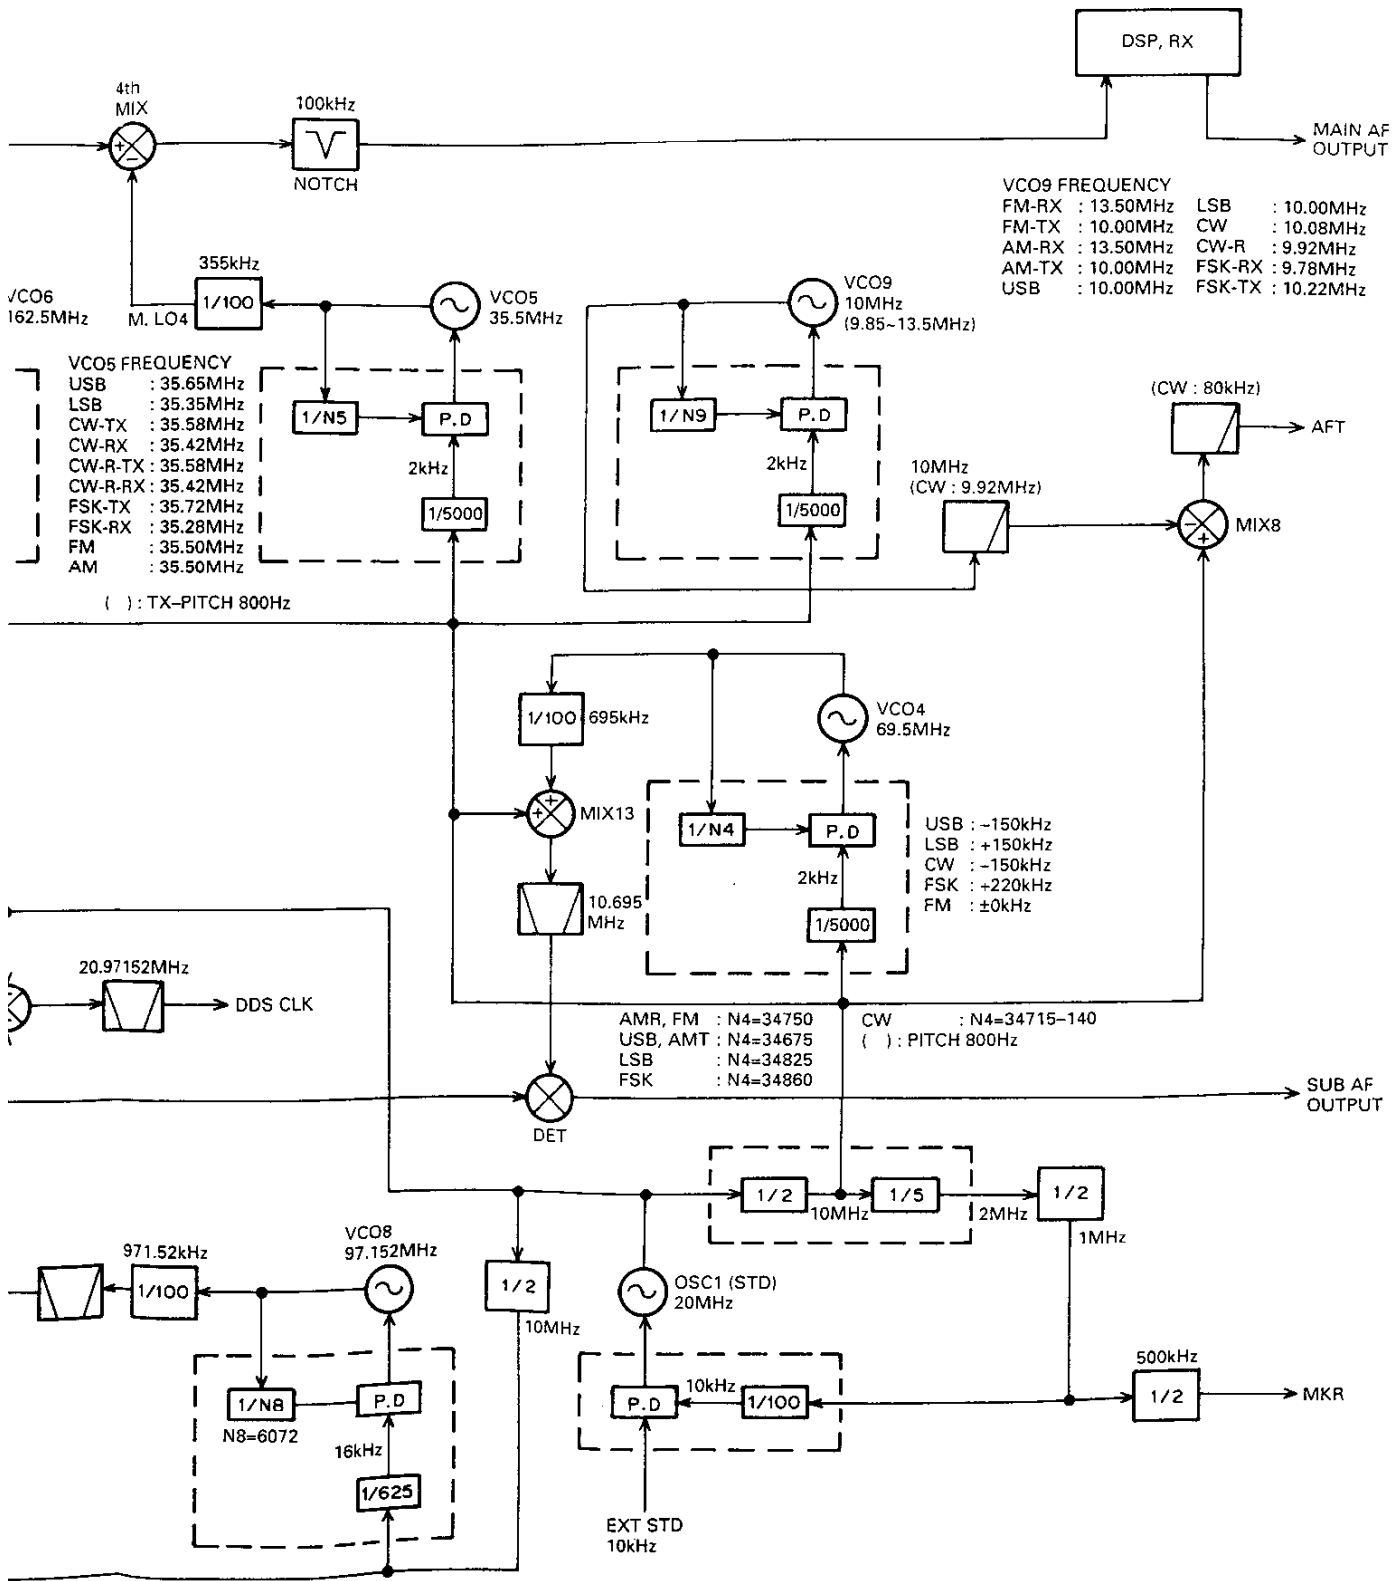 DSP, RX
4th
MIX
100kHz
NOTCH
MAIN AF
OUTPUT
VCO9 FREQUENCY
FM-RX : 13.50MHz LSB : 10.00MHz
FM-TX : 10.00MHz CW : 10.08MHz
AM-RX : 13.50MHz CW-R : 9.92MHz
AM-TX : 10.00MHz FSK-RX : 9.78MHz
USB : 10.00MHz FSK-TX : 10.22MHz
355kHz
1/100
M. LO4
VCO5
35.5MHz
VCO9
10MHz
(9.85~13.5MHz)
VCO6
162.5MHz
VCO5 FREQUENCY
USB : 35.65MHz
LSB : 35.35MHz
CW-TX : 35.58MHz
CW-RX : 35.42MHz
CW-R-TX : 35.58MHz
CW-R-RX : 35.42MHz
FSK-TX : 35.72MHz
FSK-RX : 35.28MHz
FM : 35.50MHz
AM : 35.50MHz
( ) : TX-PITCH 800Hz
1/N5
P.D
2kHz
1/5000
1/N9
P.D
2kHz
1/5000
(CW : 80kHz)
AFT
10MHz
(CW : 9.92MHz)
MIX8
1/100
695kHz
VCO4
69.5MHz
MIX13
1/N4
P.D
2kHz
1/5000
USB : -150kHz
LSB : +150kHz
CW : -150kHz
FSK : +220kHz
FM : ±0kHz
10.695
MHz
20.97152MHz
DDS CLK
AMR, FM : N4=34750
USB, AMT : N4=34675
LSB : N4=34825
FSK : N4=34860
CW : N4=34715-140
( ) : PITCH 800Hz
DET
SUB AF
OUTPUT
1/2
10MHz
1/5
2MHz
1/2
1MHz
971.52kHz
1/100
VCO8
97.152MHz
1/2
10MHz
OSC1 (STD)
20MHz
1/N8
N8=6072
P.D
16kHz
1/625
P.D
10kHz
1/100
500kHz
1/2
MKR
EXT STD
10kHz